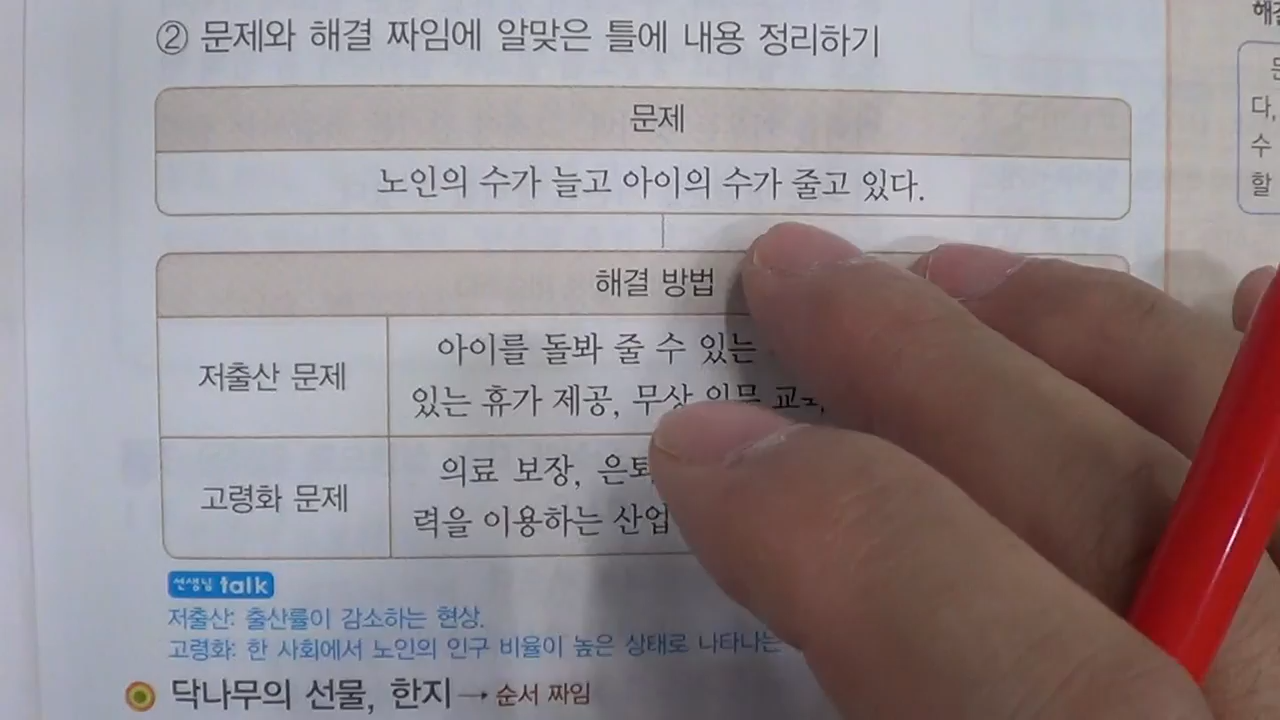 ② 문제와 해결 짜임에 알맞은 틀에 내용 정리하기
문제
노인의 수가 늘고 아이의 수가 줄고 있다.
해결 방법
저출산 문제
아이를 돌봐 줄 수 있는
있는 휴가 제공, 무상
고령화 문제
의료 보장,
력을 이용하는 산업
선생님 talk
저출산: 출산률이 감소하는 현상.
고령화: 한 사회에서 노인의 인구 비율이 높은 상태로 나타나는
닥나무의 선물, 한지 → 순서 짜임
다,
수
할